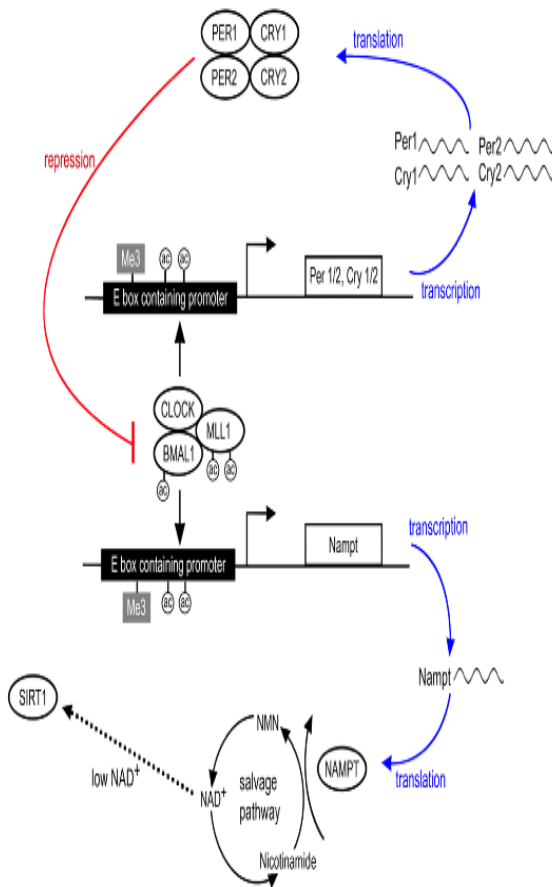 PER1 CRY1
PER2 CRY2
translation
repression
Per1 Per2
Cry1 Cry2
Me3 ac ac
E box containing promoter
Per 1/2, Cry 1/2
transcription
CLOCK
MLL1
BMAL1
ac ac
ac
E box containing promoter
Nampt
transcription
Me3 ac ac
Nampt
SIRT1
low NAD+
NMN
NAMPT
translation
NAD+
salvage
pathway
Nicotinamide